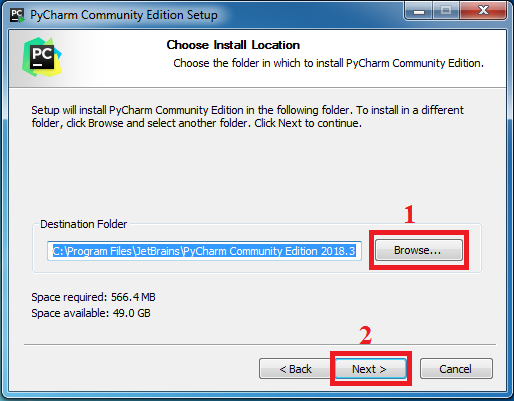 PyCharm Community Edition Setup
PC
Choose Install Location
Choose the folder in which to install PyCharm Community Edition.
Setup will install PyCharm Community Edition in the following folder. To install in a different
folder, click Browse and select another folder. Click Next to continue.
1
Destination Folder
C:\Program Files\JetBrains\PyCharm Community Edition 2018.3
Browse...
Space required: 566.4 MB
Space available: 49.0 GB
2
< Back
Next >
Cancel